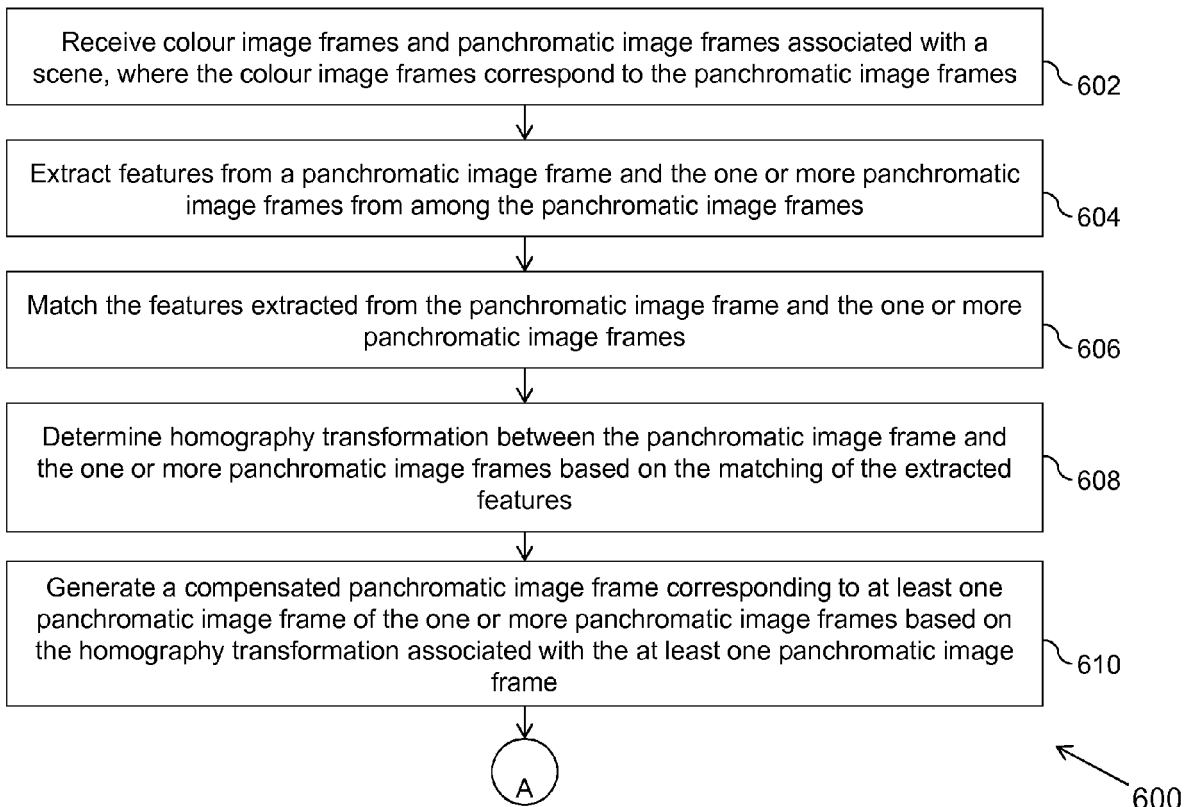 Receive colour image frames and panchromatic image frames associated with a
scene, where the colour image frames correspond to the panchromatic image frames
602
Extract features from a panchromatic image frame and the one or more panchromatic
image frames from among the panchromatic image frames
604
Match the features extracted from the panchromatic image frame and the one or more
panchromatic image frames
606
Determine homography transformation between the panchromatic image frame and
the one or more panchromatic image frames based on the matching of the extracted
features
608
Generate a compensated panchromatic image frame corresponding to at least one
panchromatic image frame of the one or more panchromatic image frames based on
the homography transformation associated with the at least one panchromatic image
frame
610
A
600